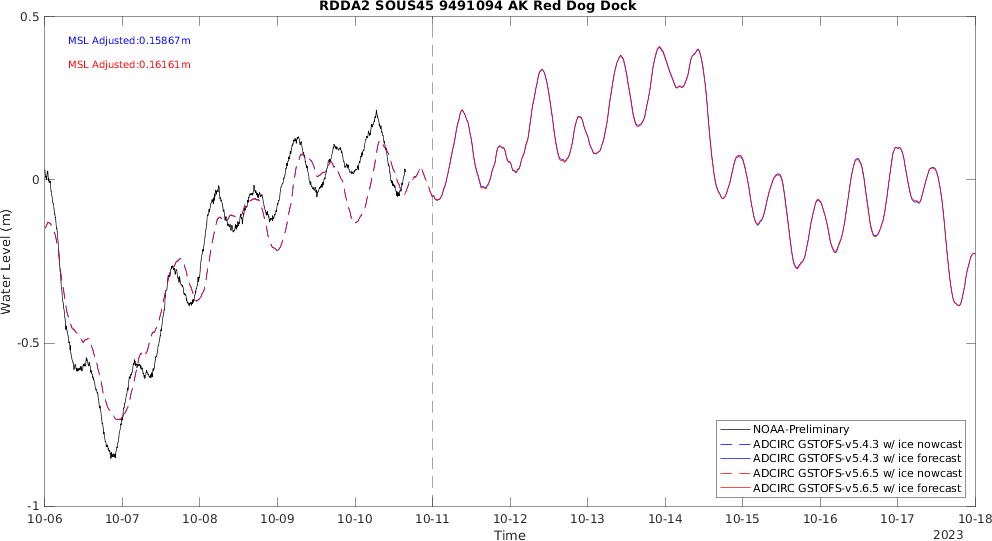 RDDA2 SOUS45 9491094 AK Red Dog Dock
MSL Adjusted:0.15867m
MSL Adjusted:0.16161m
0.5
0
-0.5
-1
Water Level (m)
NOAA-Preliminary
ADCIRC GSTOFS-v5.4.3 w/ ice nowcast
ADCIRC GSTOFS-v5.4.3 w/ ice forecast
ADCIRC GSTOFS-v5.6.5 w/ ice nowcast
ADCIRC GSTOFS-v5.6.5 w/ ice forecast
10-06 10-07 10-08 10-09 10-10 10-11 10-12 10-13 10-14 10-15 10-16 10-17 10-18
Time
2023